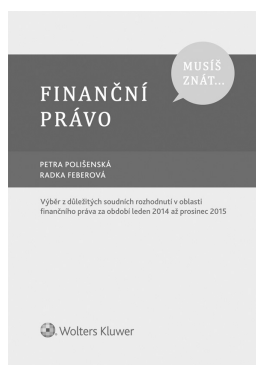 MUSÍŠ
ZNÁT...
FINANČNÍ
PRÁVO
PETRA POLIŠENSKÁ
RADKA FEBEROVÁ
Výběr z důležitých soudních rozhodnutí v oblasti
finančního práva za období leden 2014 až prosinec 2015
Wolters Kluwer